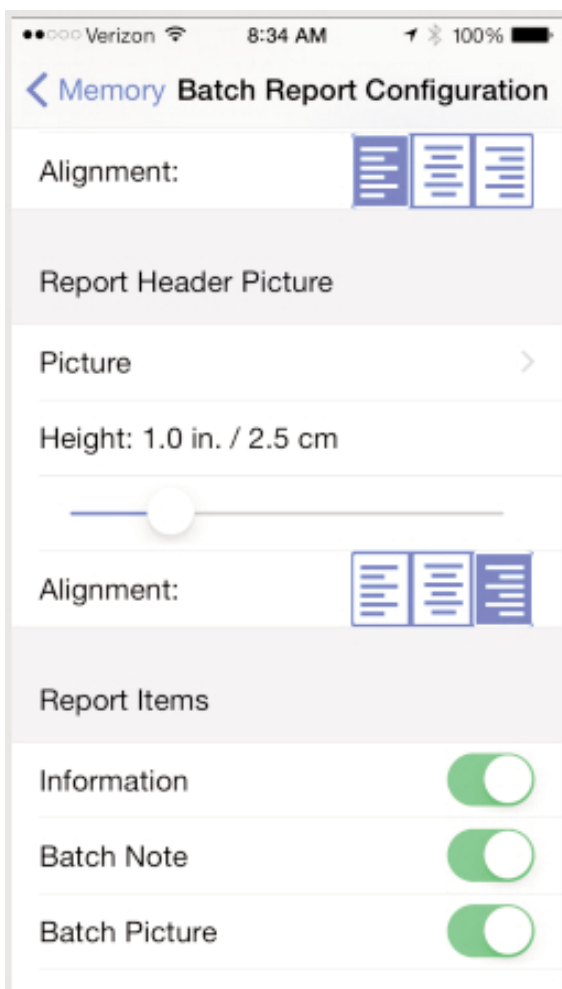 Verizon 8:34 AM 100%
Memory Batch Report Configuration
Alignment:
Report Header Picture
Picture
Height: 1.0 in. / 2.5 cm
Alignment:
Report Items
Information
Batch Note
Batch Picture